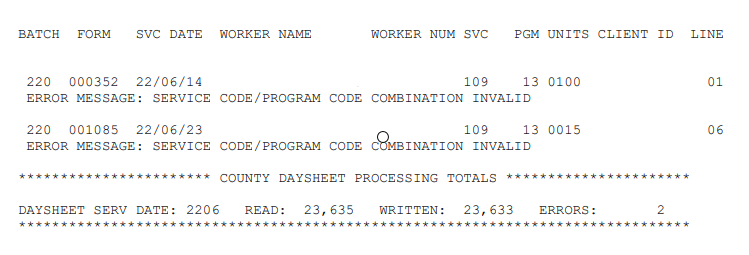 BATCH FORM SVC DATE WORKER NAME WORKER NUM SVC PGM UNITS CLIENT ID LINE
220 000352 22/06/14 109 13 0100 01
ERROR MESSAGE: SERVICE CODE/PROGRAM CODE COMBINATION INVALID
220 001085 22/06/23 109 13 0015 06
ERROR MESSAGE: SERVICE CODE/PROGRAM CODE COMBINATION INVALID
*********************** COUNTY DAYSHEET PROCESSING TOTALS **********************
DAYSHEET SERV DATE: 2206 READ: 23,635 WRITTEN: 23,633 ERRORS: 2
********************************************************************************